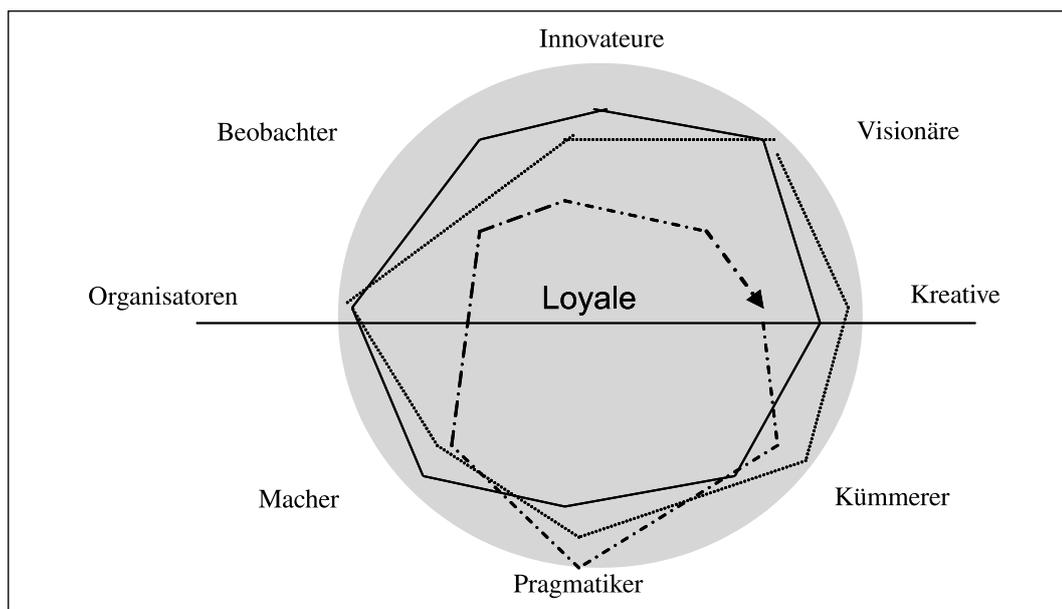 Innovateure
Beobachter
Visionäre
Organisatoren
Loyale
Kreative
Macher
Kümmerer
Pragmatiker